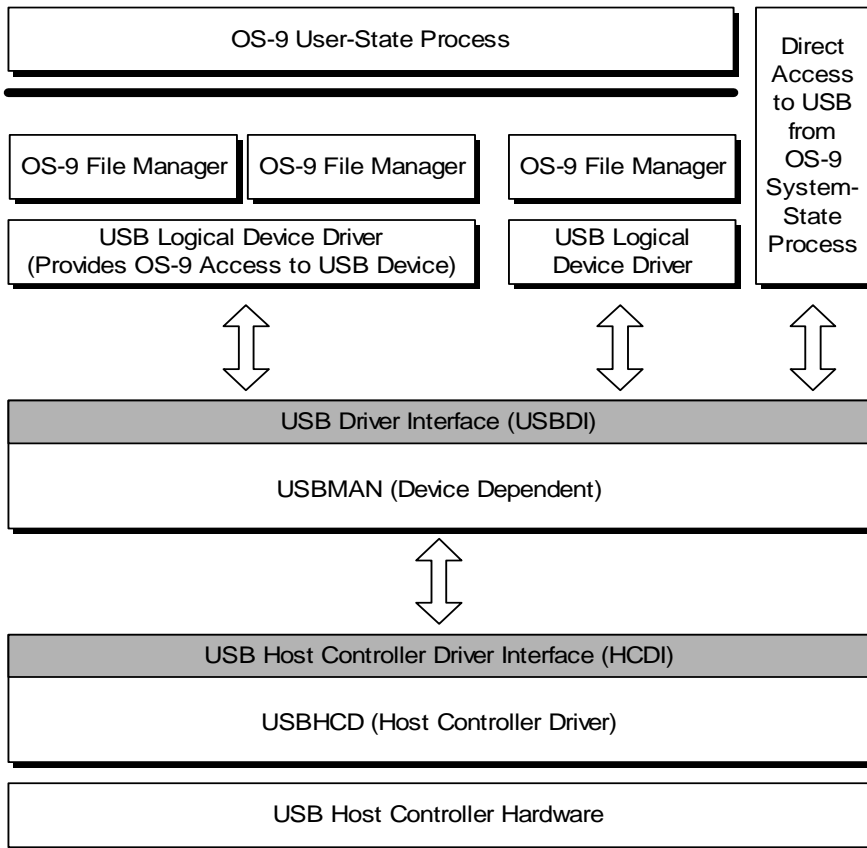 OS-9 User-State Process
Direct
Access
to USB
from
OS-9
System-
State
Process
OS-9 File Manager
OS-9 File Manager
OS-9 File Manager
USB Logical Device Driver
(Provides OS-9 Access to USB Device)
USB Logical
Device Driver
USB Driver Interface (USBDI)
USBMAN (Device Dependent)
USB Host Controller Driver Interface (HCDI)
USBHCD (Host Controller Driver)
USB Host Controller Hardware